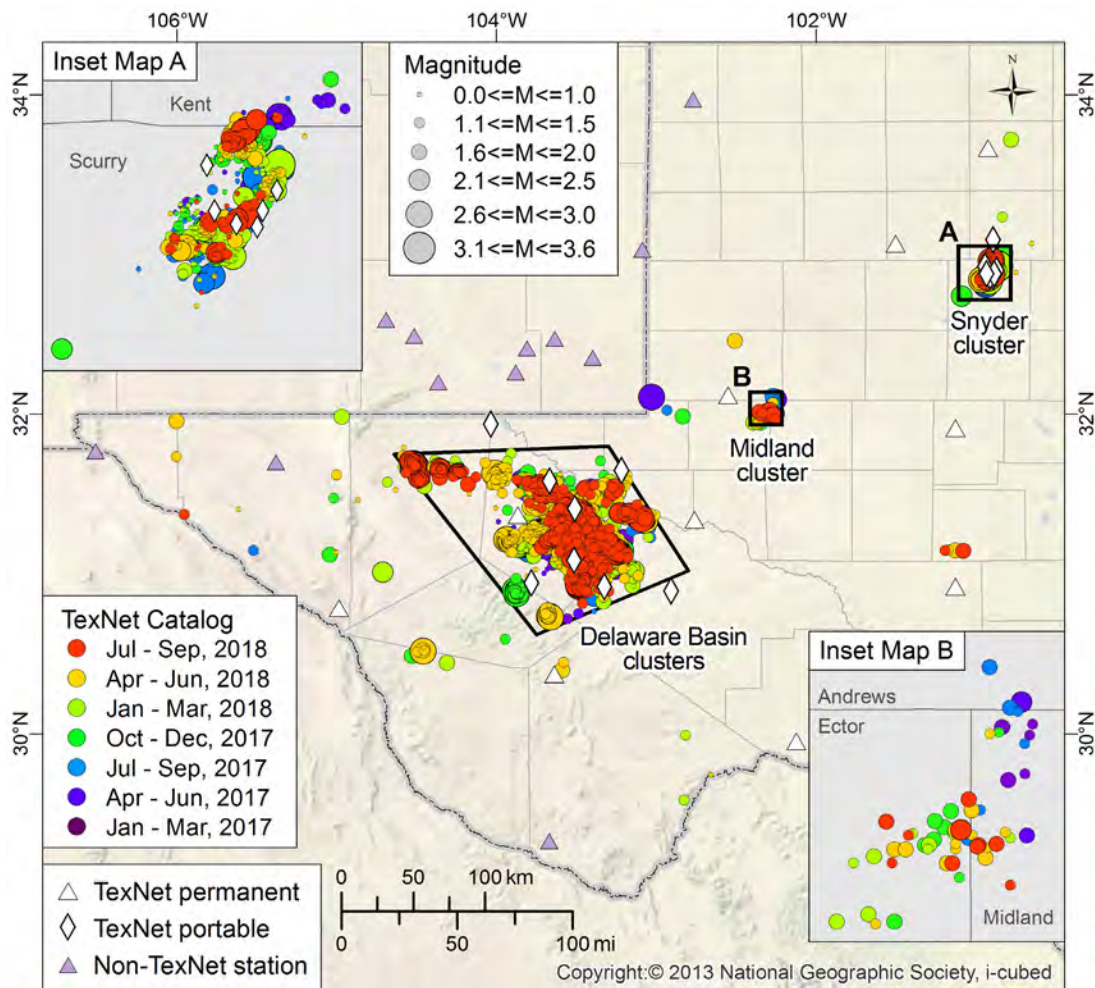 106°W
104°W
102°W
34°N
32°N
30°N
34°N
32°N
30°N
Inset Map A
Kent
Scurry
Magnitude
0.0<=M<=1.0
1.1<=M<=1.5
1.6<=M<=2.0
2.1<=M<=2.5
2.6<=M<=3.0
3.1<=M<=3.6
N
A
Snyder
cluster
B
Midland
cluster
Delaware Basin
clusters
TexNet Catalog
Jul - Sep, 2018
Apr - Jun, 2018
Jan - Mar, 2018
Oct - Dec, 2017
Jul - Sep, 2017
Apr - Jun, 2017
Jan - Mar, 2017
Inset Map B
Andrews
Ector
Midland
TexNet permanent
TexNet portable
Non-TexNet station
0 50 100 km
0 50 100 mi
Copyright:© 2013 National Geographic Society, i-cubed